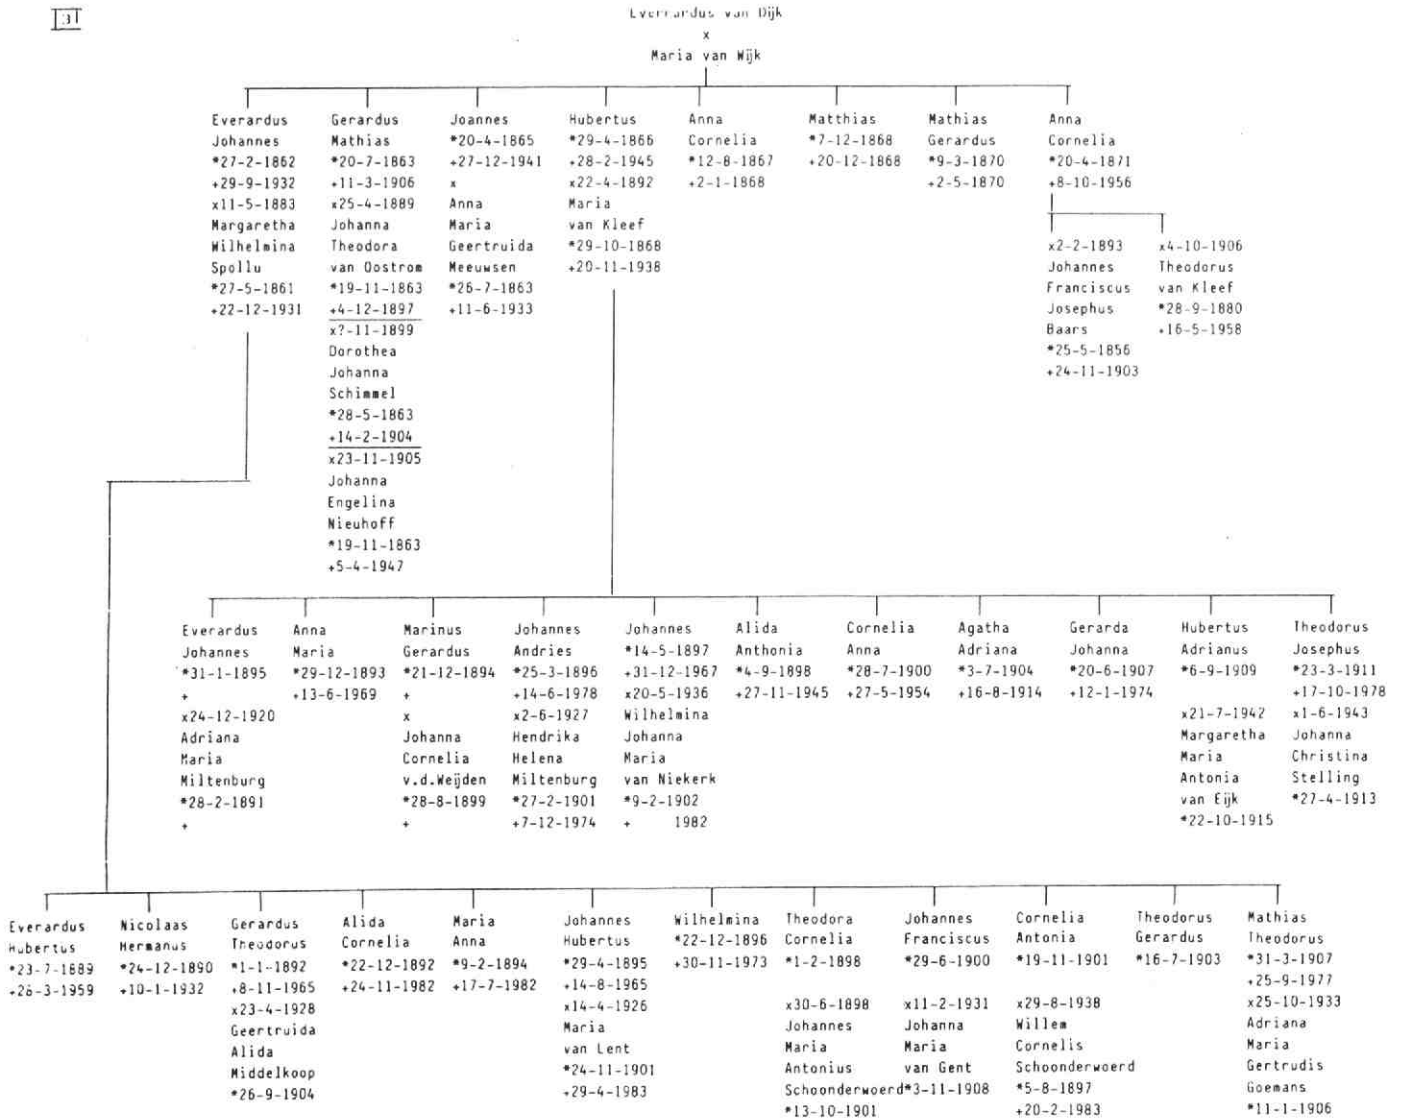 3
Everrardus van Dijk
x
Maria van Wijk
Everardus
Johannes
*27-2-1862
+29-9-1932
x11-5-1883
Margaretha
Wilhelmina
Spollu
*27-5-1861
+22-12-1931
Gerardus
Mathias
*20-7-1863
+11-3-1906
x25-4-1889
Johanna
Theodora
van Oostrom
*19-11-1863
+4-12-1897
x?-11-1899
Dorothea
Johanna
Schimmel
*28-5-1863
+14-2-1904
x23-11-1905
Johanna
Engelina
Nieuhoff
*19-11-1863
+5-4-1947
Joannes
*20-4-1865
+27-12-1941
x
Anna
Maria
Geertruida
Meeuwsen
*26-7-1863
+11-6-1933
Hubertus
*29-4-1866
+28-2-1945
x22-4-1892
Maria
van Kleef
*29-10-1868
+20-11-1938
Anna
Cornelia
*12-8-1867
+2-1-1868
Matthias
*7-12-1868
+20-12-1868
Mathias
Gerardus
*9-3-1870
+2-5-1870
Anna
Cornelia
*20-4-1871
+8-10-1956
x2-2-1893
Johannes
Franciscus
Josephus
Baars
*25-5-1856
+24-11-1903
x4-10-1906
Theodorus
van Kleef
*28-9-1880
+16-5-1958
Everardus
Johannes
*31-1-1895
+
x24-12-1920
Adriana
Maria
Miltenburg
*28-2-1891
+
Anna
Maria
*29-12-1893
+13-6-1969
Marinus
Gerardus
*21-12-1894
+
x
Johanna
Cornelia
v.d.Weijden
*28-8-1899
+
Johannes
Andries
*25-3-1896
+14-6-1978
x2-6-1927
Hendrika
Helena
Miltenburg
*27-2-1901
+7-12-1974
Johannes
*14-5-1897
+31-12-1967
x20-5-1936
Wilhelmina
Johanna
Maria
van Niekerk
*9-2-1902
+ 1982
Alida
Anthonia
*4-9-1898
+27-11-1945
Cornelia
Anna
*28-7-1900
+27-5-1954
Agatha
Adriana
*3-7-1904
+16-8-1914
Gerarda
Johanna
*20-6-1907
+12-1-1974
Hubertus
Adrianus
*6-9-1909
x21-7-1942
Margaretha
Maria
Antonia
van Eijk
*22-10-1915
Theodorus
Josephus
*23-3-1911
+17-10-1978
x1-6-1943
Johanna
Christina
Stelling
*27-4-1913
Everardus
Hubertus
*23-7-1889
+28-3-1959
Nicolaas
Hermanus
*24-12-1890
+10-1-1932
Gerardus
Theodorus
*1-1-1892
+8-11-1965
x23-4-1928
Geertruida
Alida
Middelkoop
*26-9-1904
Alida
Cornelia
*22-12-1892
+24-11-1982
Maria
Anna
*9-2-1894
+17-7-1982
Johannes
Hubertus
*29-4-1895
+14-8-1965
x14-4-1926
Maria
van Lent
*24-11-1901
+29-4-1983
Wilhelmina
*22-12-1896
+30-11-1973
Theodora
Cornelia
*1-2-1898
x30-6-1898
Johannes
Maria
Antonius
Schoonderwoerd
*13-10-1901
Johannes
Franciscus
*29-6-1900
x11-2-1931
Johanna
Maria
van Gent
*3-11-1908
Cornelia
Antonia
*19-11-1901
x29-8-1938
Willem
Cornelis
Schoonderwoerd
*5-8-1897
+20-2-1983
Theodorus
Gerardus
*16-7-1903
Mathias
Theodorus
*31-3-1907
+25-9-1977
x25-10-1933
Adriana
Maria
Gertrudis
Goemans
*11-1-1906